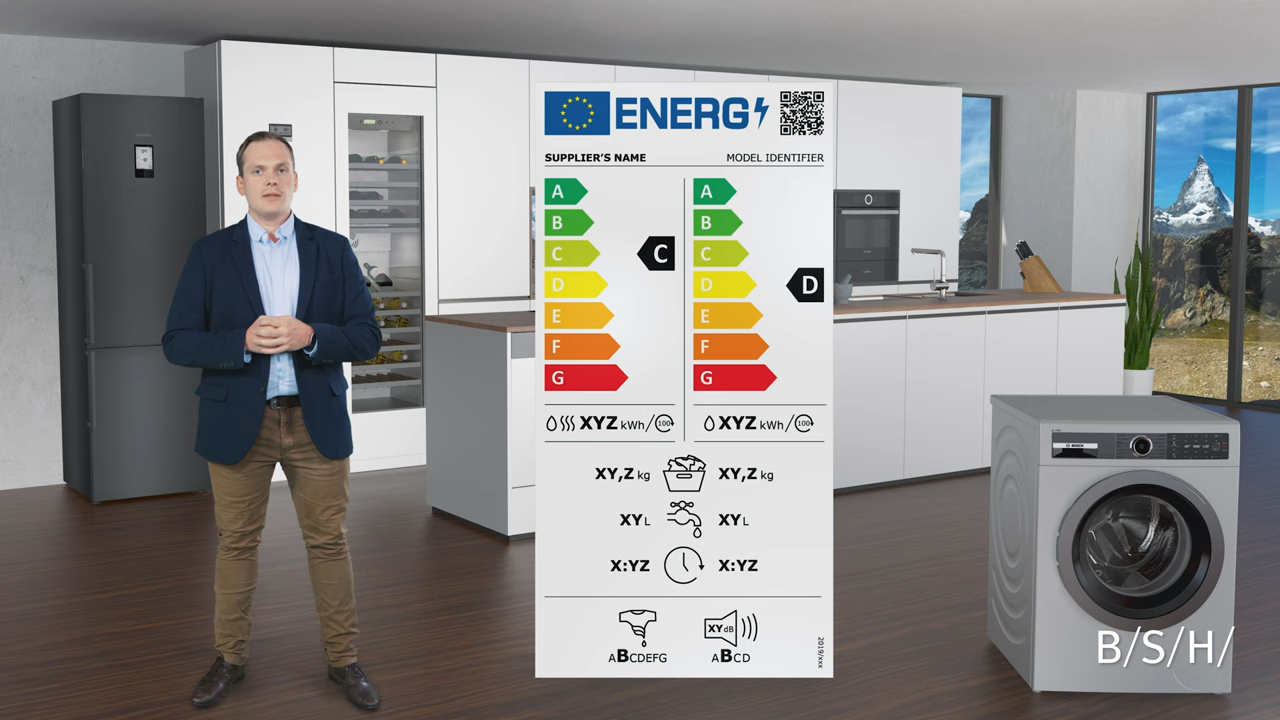 ENERG
SUPPLIER'S NAME MODEL IDENTIFIER
A A
B B
C C C
D D D
E E
F F
G G
XYZ kWh/100 XYZ kWh/100
XY,Z kg XY,Z kg
XY L XY L
X:YZ X:YZ
XY dB
ABCDEFG ABCD
2019/xxx
BOSCH
B/S/H/